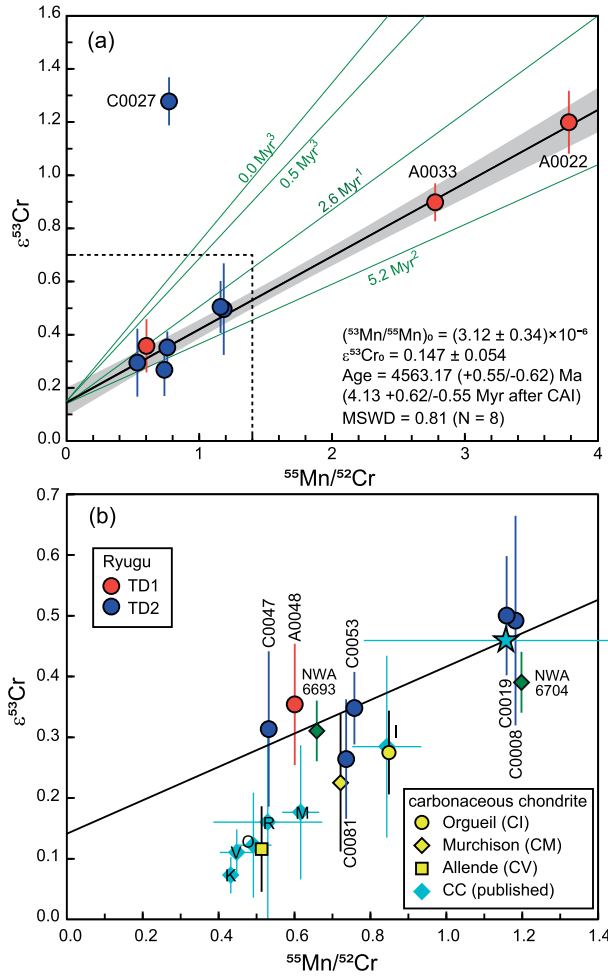 (a)
1.6
1.4
1.2
1.0
0.8
0.6
0.4
0.2
0.0
ε⁵³Cr
C0027
0.0 Myr³
0.5 Myr³
2.6 Myr¹
5.2 Myr²
A0033
A0022
(⁵³Mn/⁵⁵Mn)₀ = (3.12 ± 0.34)×10⁻⁶
ε⁵³Cr₀ = 0.147 ± 0.054
Age = 4563.17 (+0.55/-0.62) Ma
(4.13 +0.62/-0.55 Myr after CAI)
MSWD = 0.81 (N = 8)
0 1 2 3 4
⁵⁵Mn/⁵²Cr
(b)
0.7
0.6
0.5
0.4
0.3
0.2
0.1
0.0
ε⁵³Cr
Ryugu
TD1
TD2
C0047
A0048
NWA
6693
C0053
C0081
I
C0019
C0008
NWA
6704
M
R
O
V
K
carbonaceous chondrite
Orgueil (CI)
Murchison (CM)
Allende (CV)
CC (published)
0.0 0.2 0.4 0.6 0.8 1.0 1.2 1.4
⁵⁵Mn/⁵²Cr